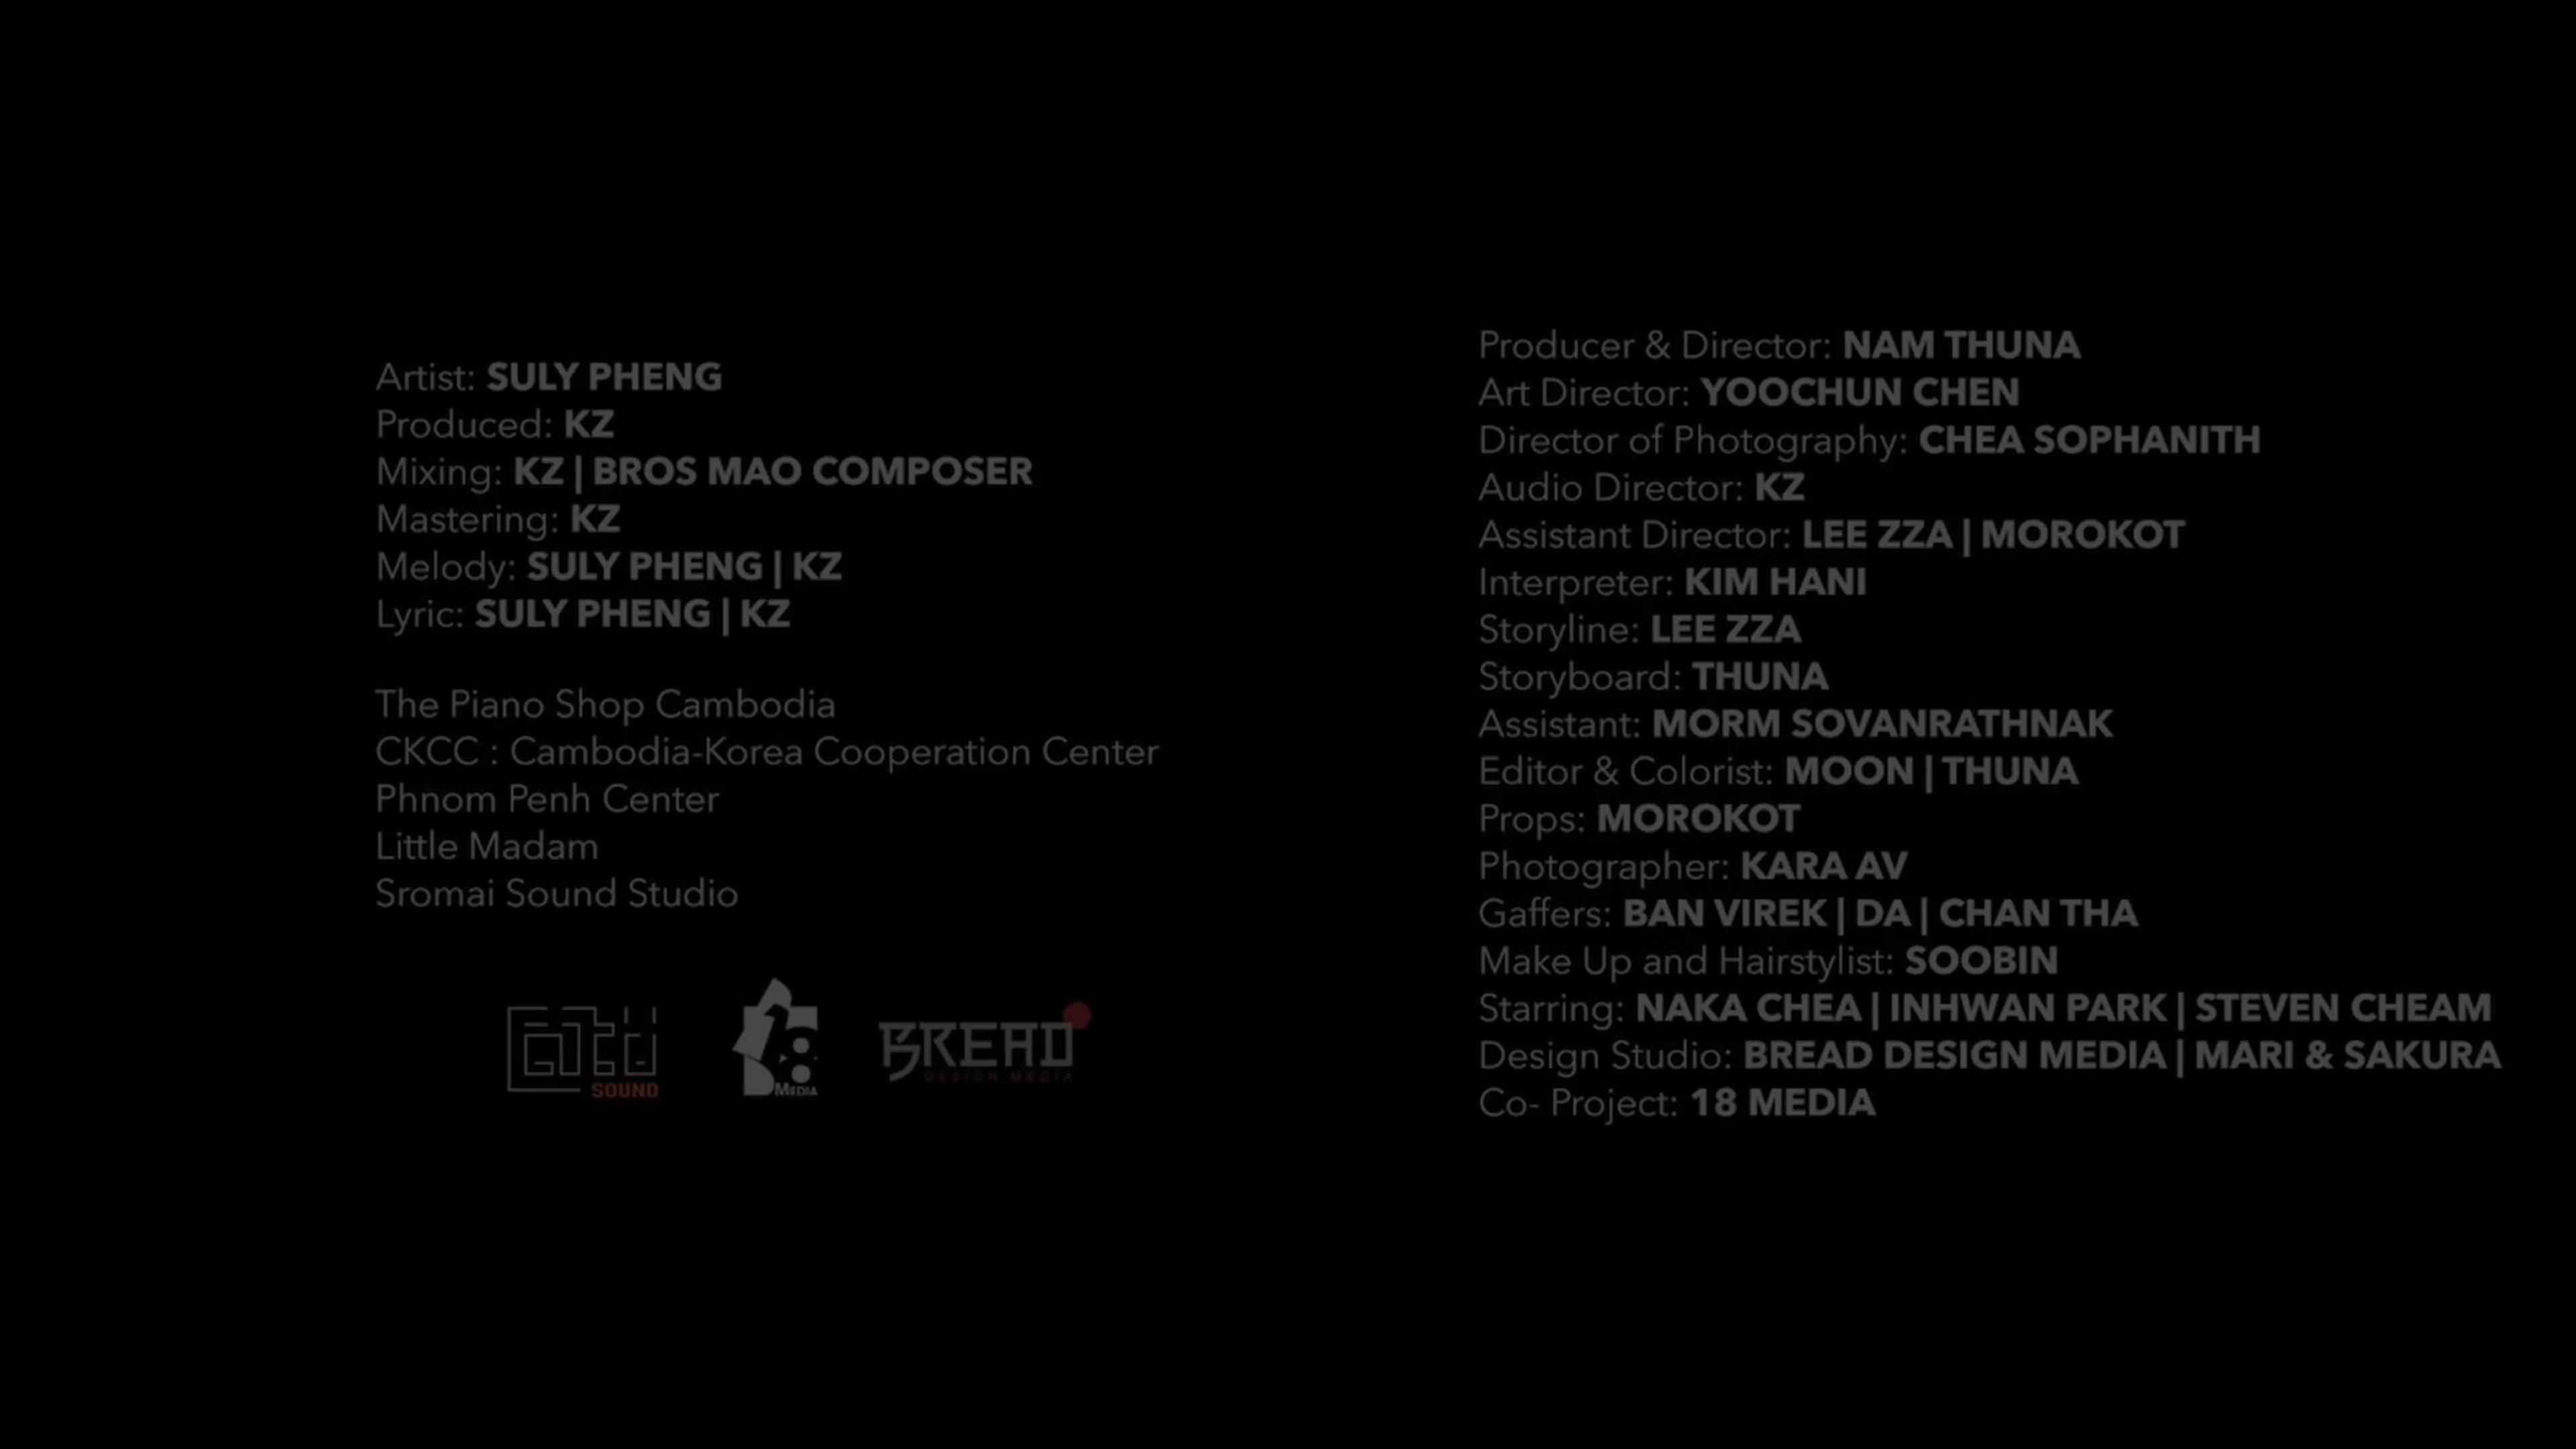 Artist: SULY PHENG
Produced: KZ
Mixing: KZ | BROS MAO COMPOSER
Mastering: KZ
Melody: SULY PHENG | KZ
Lyric: SULY PHENG | KZ
The Piano Shop Cambodia
CKCC : Cambodia-Korea Cooperation Center
Phnom Penh Center
Little Madam
Sromai Sound Studio
SOUND
18 MEDIA
BREAD
DESIGN MEDIA
Producer & Director: NAM THUNA
Art Director: YOOCHUN CHEN
Director of Photography: CHEA SOPHANITH
Audio Director: KZ
Assistant Director: LEE ZZA | MOROKOT
Interpreter: KIM HANI
Storyline: LEE ZZA
Storyboard: THUNA
Assistant: MORM SOVANRATHNAK
Editor & Colorist: MOON | THUNA
Props: MOROKOT
Photographer: KARA AV
Gaffers: BAN VIREK | DA | CHAN THA
Make Up and Hairstylist: SOOBIN
Starring: NAKA CHEA | INHWAN PARK | STEVEN CHEAM
Design Studio: BREAD DESIGN MEDIA | MARI & SAKURA
Co- Project: 18 MEDIA